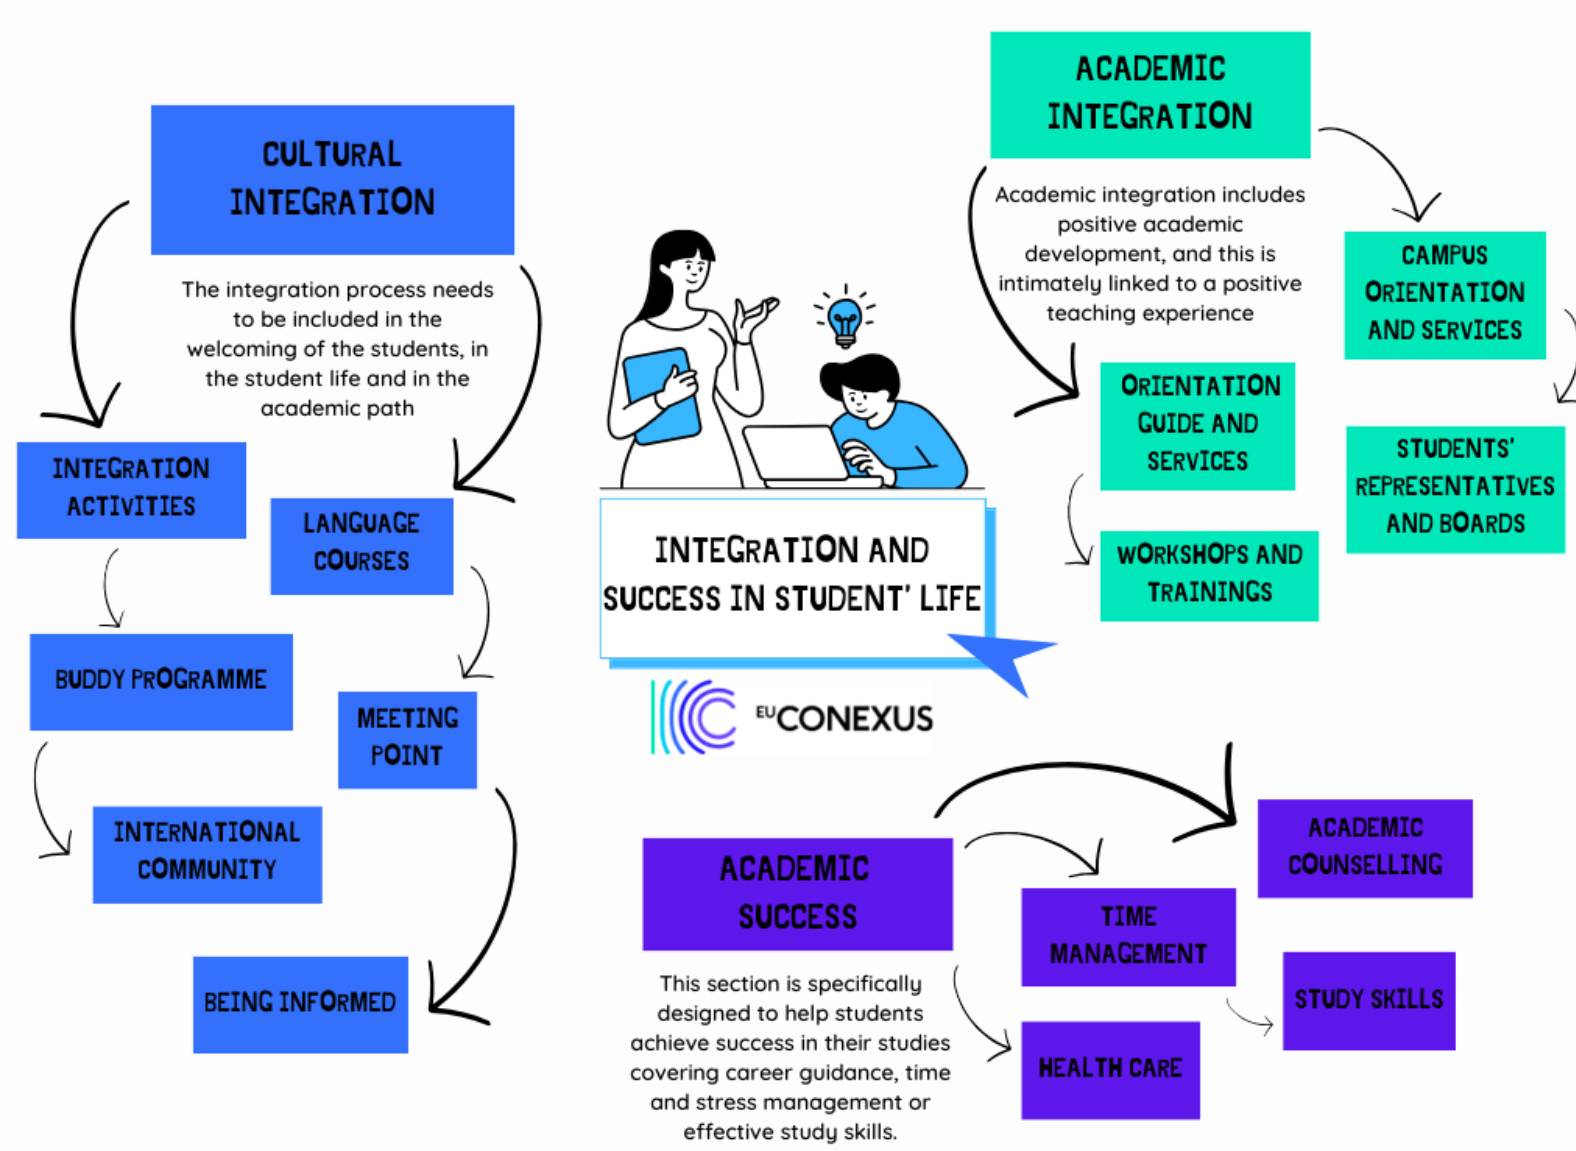 CULTURAL
INTEGRATION
The integration process needs
to be included in the
welcoming of the students, in
the student life and in the
academic path
INTEGRATION
ACTIVITIES
LANGUAGE
COURSES
BUDDY PROGRAMME
MEETING
POINT
INTERNATIONAL
COMMUNITY
BEING INFORMED
INTEGRATION AND
SUCCESS IN STUDENT' LIFE
EU CONEXUS
ACADEMIC
INTEGRATION
Academic integration includes
positive academic
development, and this is
intimately linked to a positive
teaching experience
CAMPUS
ORIENTATION
AND SERVICES
ORIENTATION
GUIDE AND
SERVICES
STUDENTS'
REPRESENTATIVES
AND BOARDS
WORKSHOPS AND
TRAININGS
ACADEMIC
SUCCESS
This section is specifically
designed to help students
achieve success in their studies
covering career guidance, time
and stress management or
effective study skills.
ACADEMIC
COUNSELLING
TIME
MANAGEMENT
STUDY SKILLS
HEALTH CARE